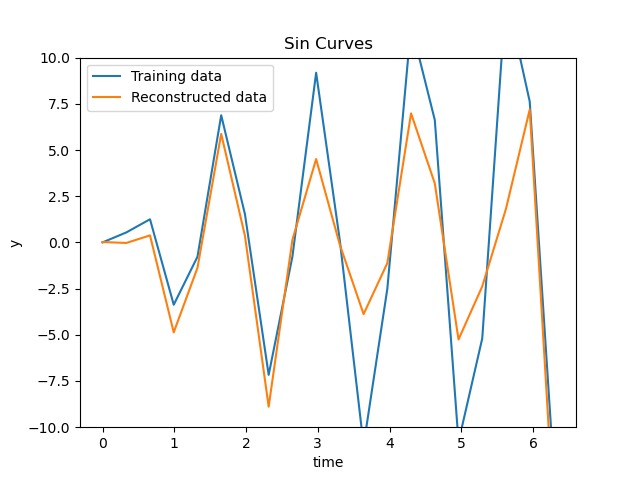 Sin Curves
Training data
Reconstructed data
10.0
7.5
5.0
2.5
0.0
−2.5
−5.0
−7.5
−10.0
y
0 1 2 3 4 5 6
time